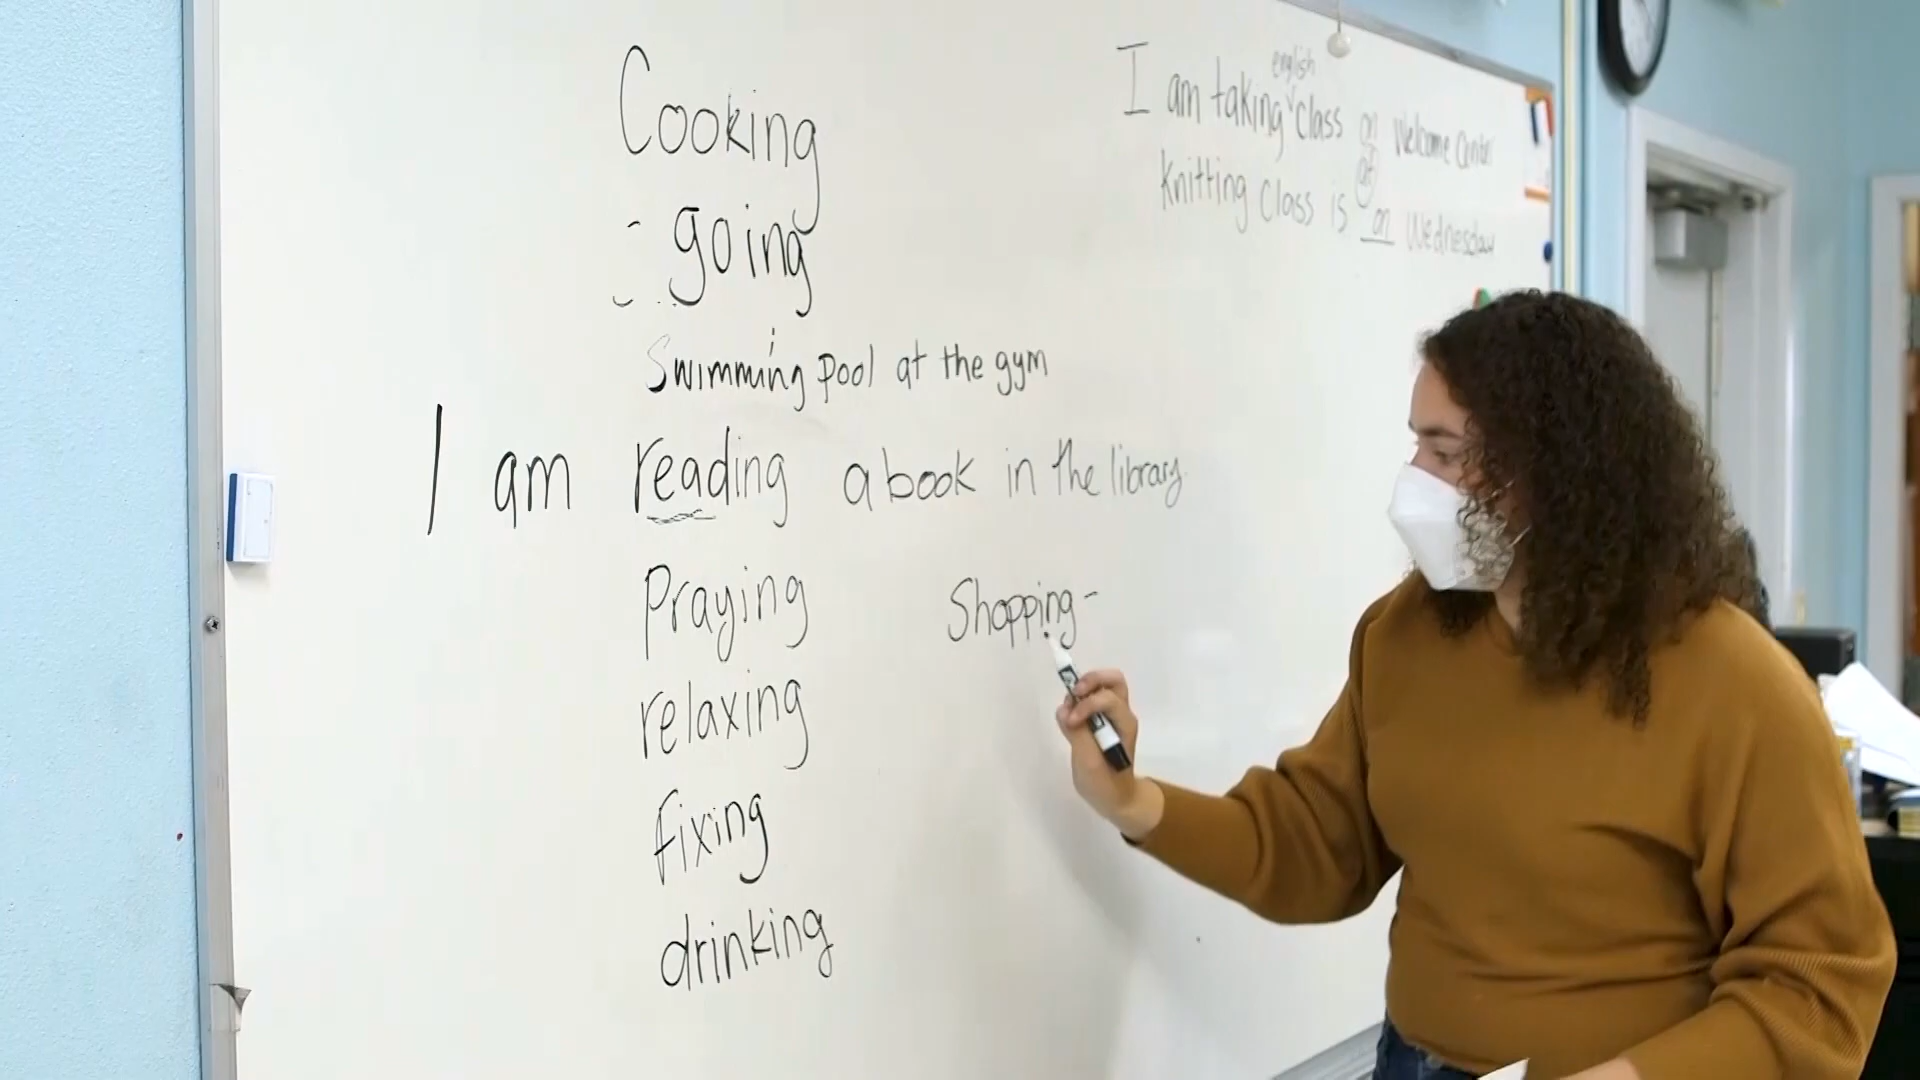 Cooking
going
Swimming pool at the gym
I am reading a book in the library.
Praying
relaxing
fixing
drinking
Shopping -
english
I am taking class on Welcome Center
at
Knitting Class is on Wednesday